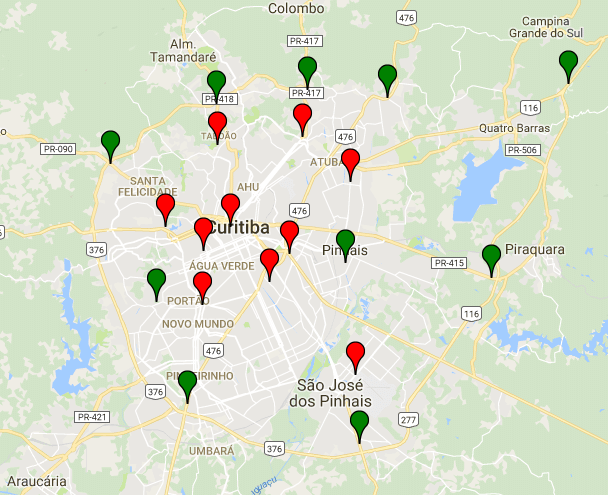 Colombo
476
Campina
Grande do Sul
PR-417
Alm.
Tamandaré
PR-418
PR-417
116
Quatro Barras
476
PR-090
PR-506
ATUBA
SANTA
FELICIDADE
AHU
476
Curitiba
376
Pinhais
Piraquara
ÁGUA VERDE
PR-415
PORTÃO
116
NOVO MUNDO
476
376
São José
dos Pinhais
PR-421
277
UMBARÁ
376
Araucária
Iguaçu